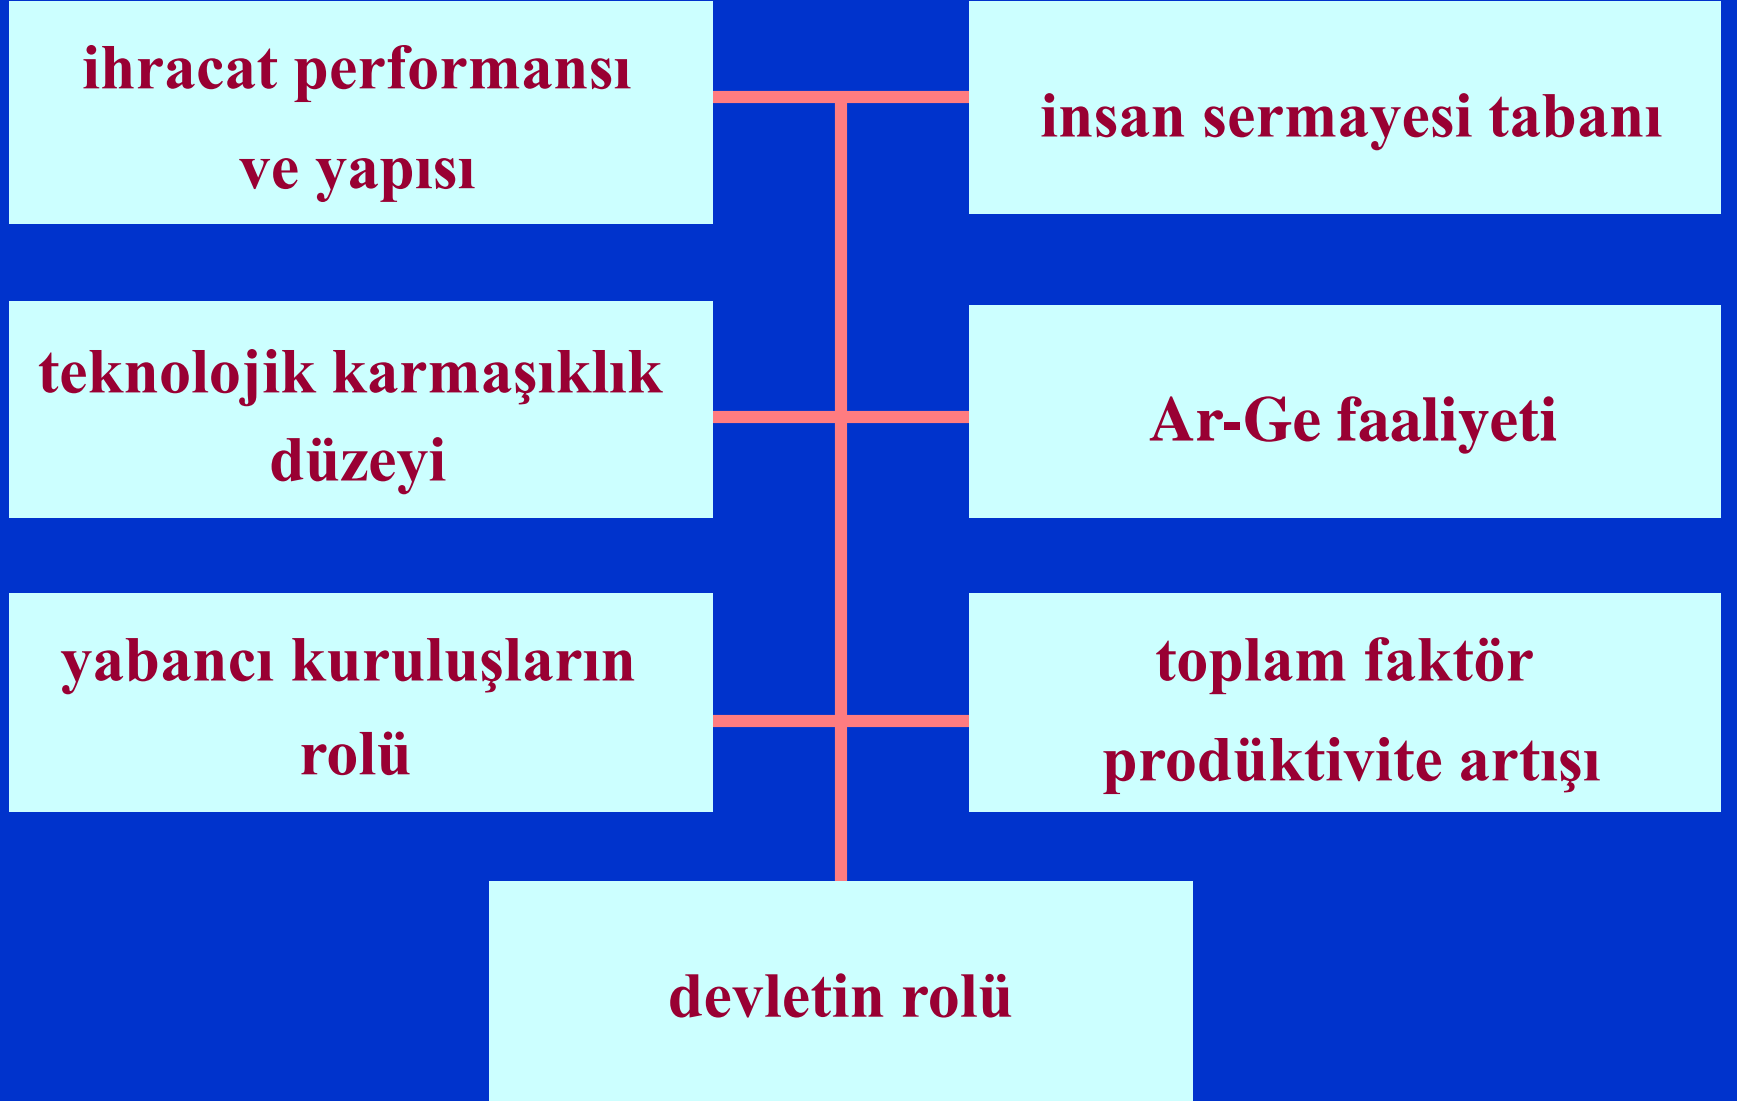 ihracat performansı
ve yapısı
insan sermayesi tabanı
teknolojik karmaşıklık
düzeyi
Ar-Ge faaliyeti
yabancı kuruluşların
rolü
toplam faktör
prodüktivite artışı
devletin rolü